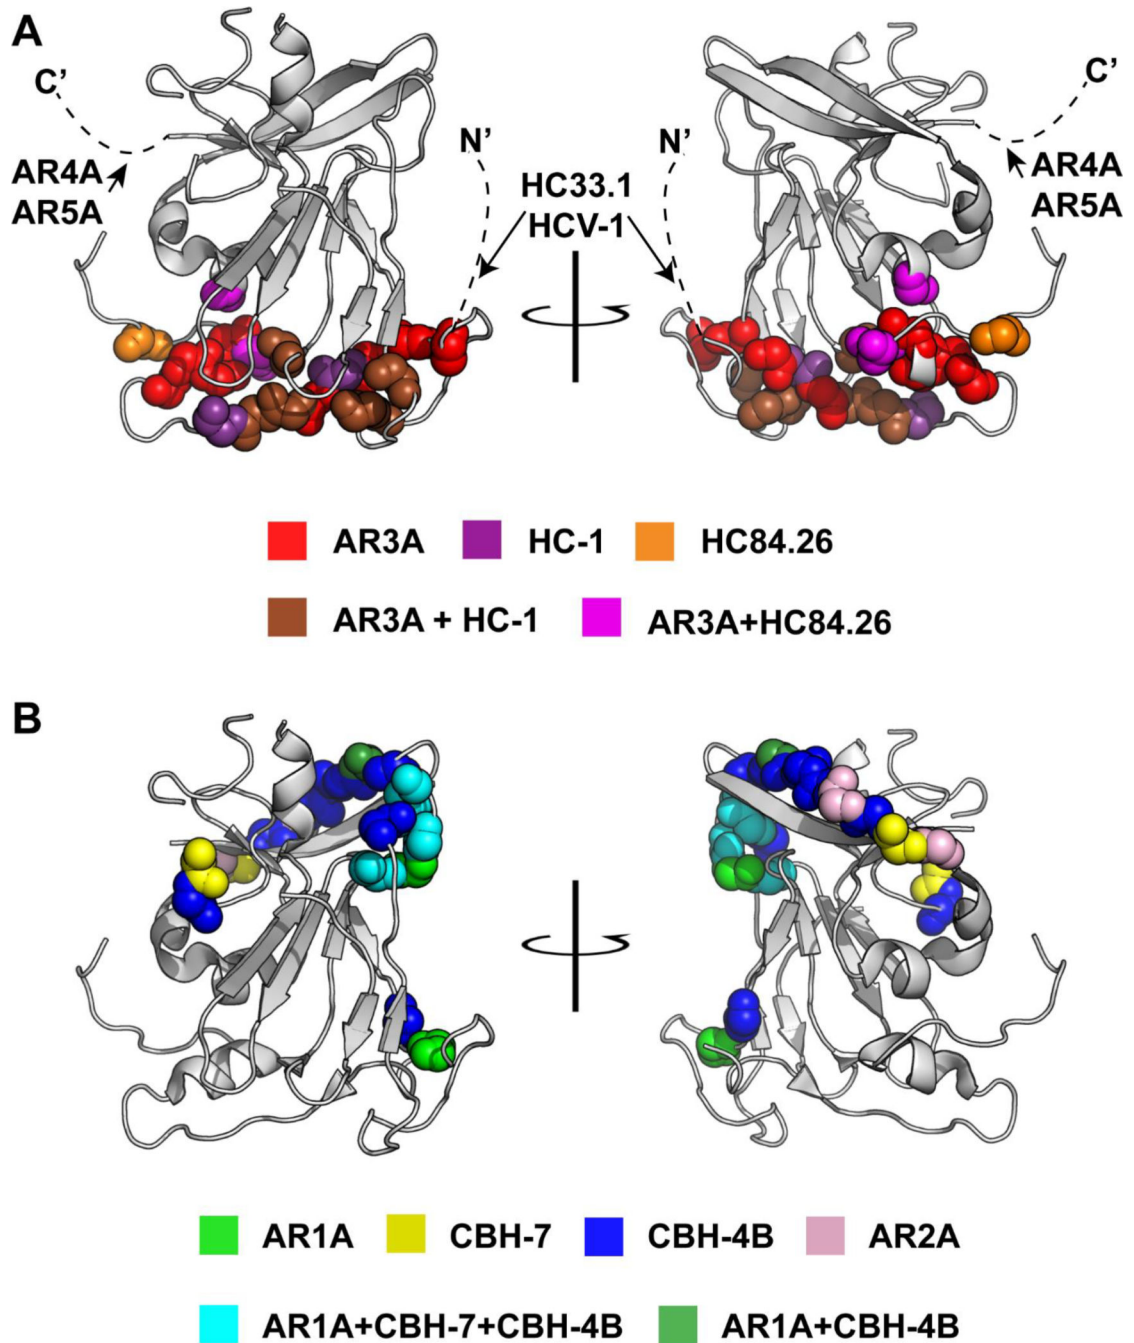 A
C’
N’
AR4A
AR5A
HC33.1
HCV-1
N’
C’
AR4A
AR5A
AR3A
HC-1
HC84.26
AR3A + HC-1
AR3A+HC84.26
B
AR1A
CBH-7
CBH-4B
AR2A
AR1A+CBH-7+CBH-4B
AR1A+CBH-4B